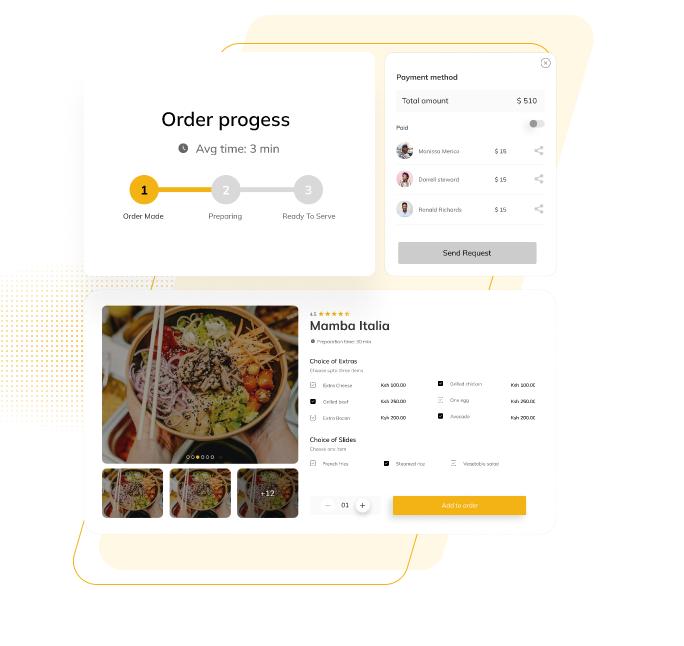 Order progess
Avg time: 3 min
1
2
3
Order Made
Preparing
Ready To Serve
Payment method
Total amount
$ 510
Paid
Monissa Merica $ 15
Darrell steward $ 15
Ronald Richards $ 15
Send Request
4.5
Mamba Italia
Preparation time: 30 min
Choice of Extras
Choose upto three items
Extra Cheese Ksh 100.00
Grilled chicken Ksh 100.00
Grilled beef Ksh 250.00
One egg Ksh 250.00
Extra Bacon Ksh 200.00
Avocado Ksh 200.00
Choice of Slides
Choose one item
French fries
Steamed rice
Vegetable salad
+12
01
Add to order